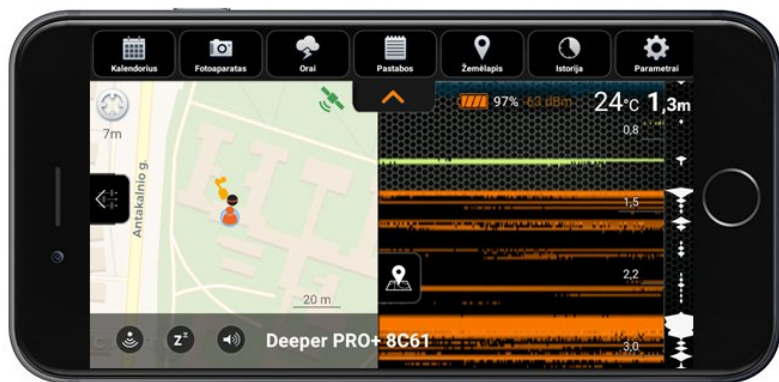 Kalendorius
Fotoaparatas
Orai
Pastabos
Žemėlapis
Istorija
Parametrai
7m
97% -63 dBm
24°C 1,3m
0,8
Antakalnio g.
1,5
2,2
20 m
Z z
Deeper PRO+ 8C61
3,0